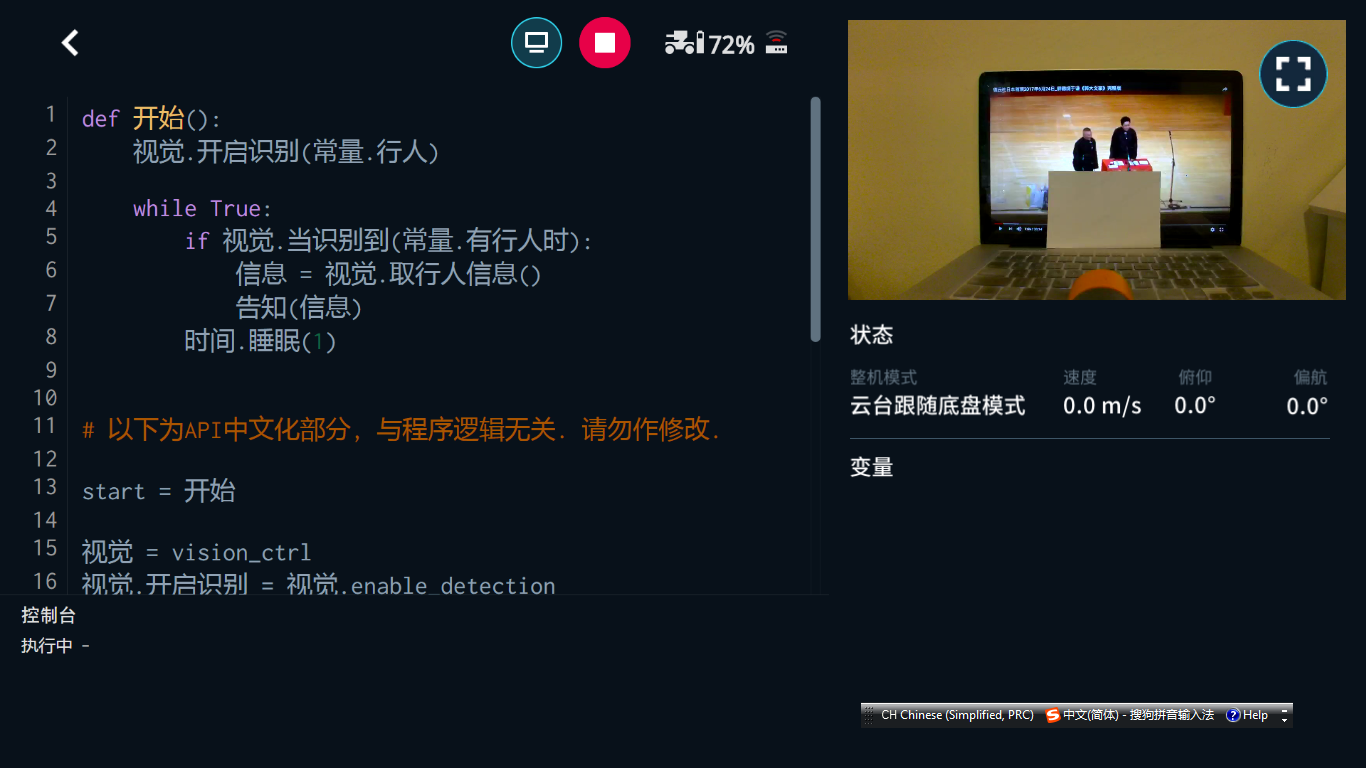 72%
1 def 开始():
2 视觉.开启识别(常量.行人)
3
4 while True:
5 if 视觉.当识别到(常量.有行人时):
6 信息 = 视觉.取行人信息()
7 告知(信息)
8 时间.睡眠(1)
9
10
11 # 以下为API中文化部分, 与程序逻辑无关. 请勿作修改.
12
13 start = 开始
14
15 视觉 = vision_ctrl
16 视觉.开启识别 = 视觉.enable_detection
控制台
执行中 -
状态
整机模式 速度 俯仰 偏航
云台跟随底盘模式 0.0 m/s 0.0° 0.0°
变量
CH Chinese (Simplified, PRC) 中文(简体) - 搜狗拼音输入法 Help